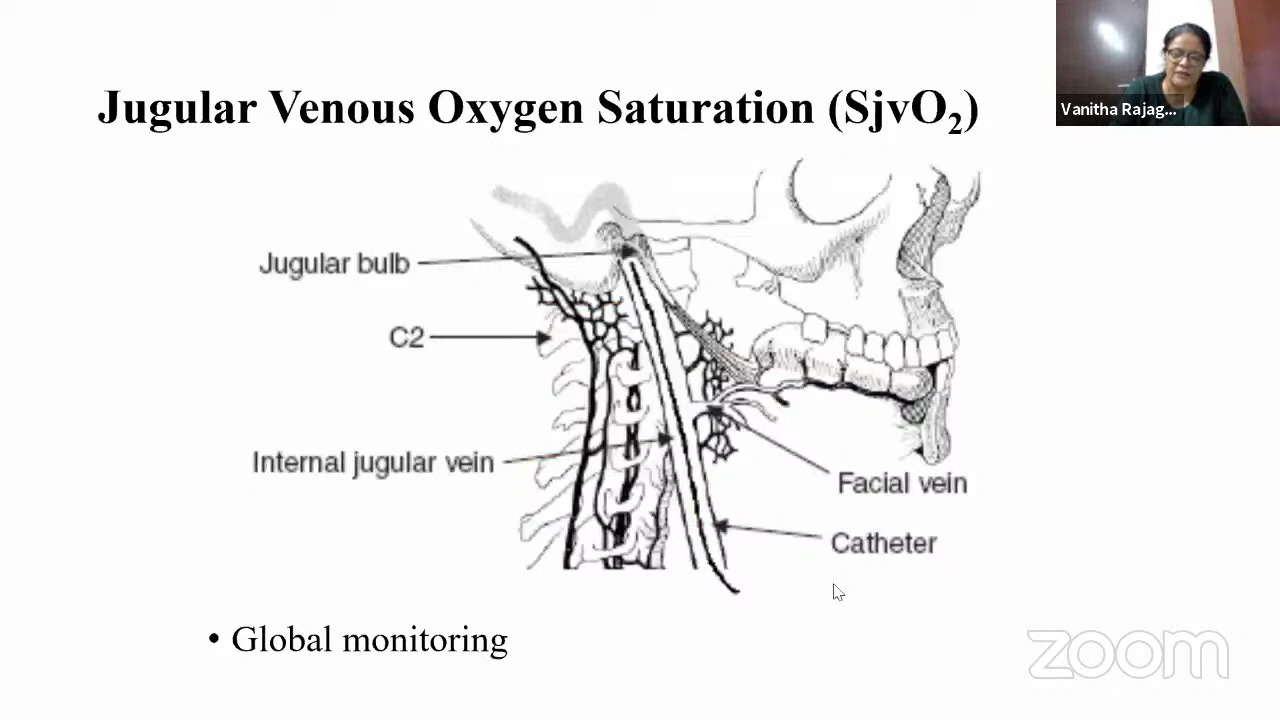 Jugular Venous Oxygen Saturation (SjvO₂)
Vanitha Rajag...
Jugular bulb
C2
Internal jugular vein
Facial vein
Catheter
• Global monitoring
zoom